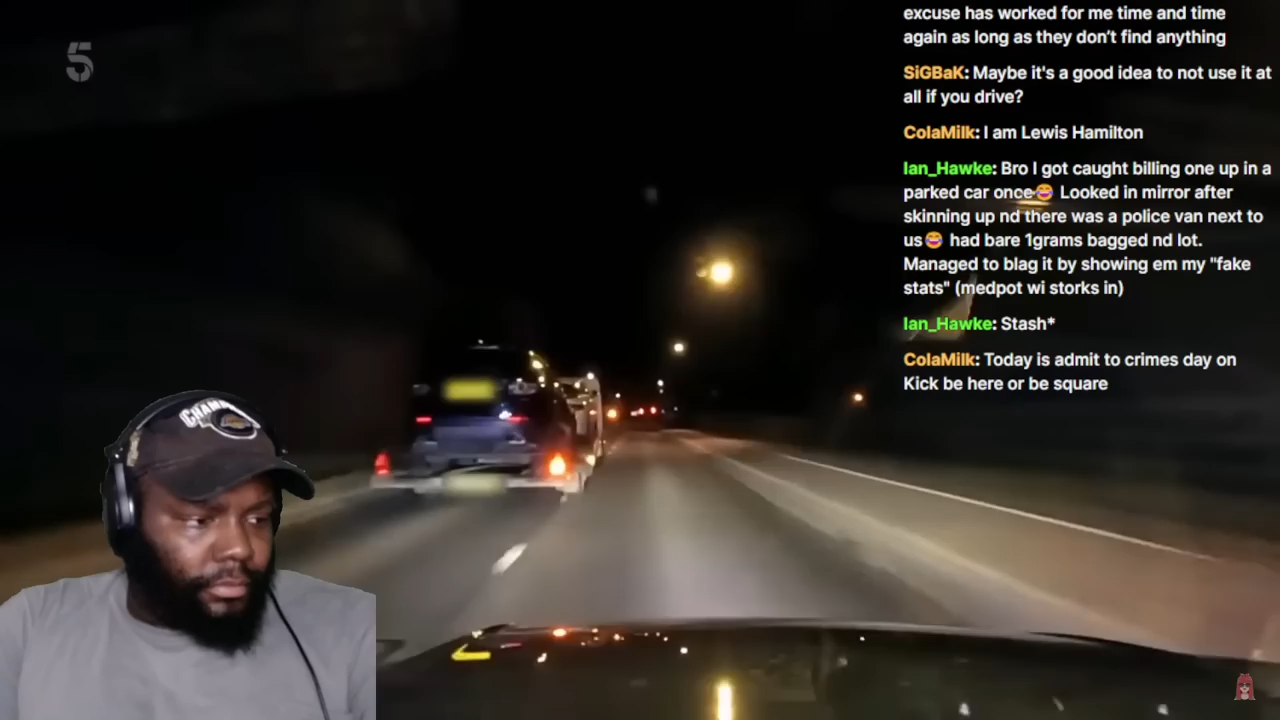 5
excuse has worked for me time and time
again as long as they don’t find anything
SiGBaK: Maybe it's a good idea to not use it at
all if you drive?
ColaMilk: I am Lewis Hamilton
Ian_Hawke: Bro I got caught billing one up in a
parked car once😂 Looked in mirror after
skinning up nd there was a police van next to
us😂 had bare 1grams bagged nd lot.
Managed to blag it by showing em my "fake
stats" (medpot wi storks in)
Ian_Hawke: Stash*
ColaMilk: Today is admit to crimes day on
Kick be here or be square